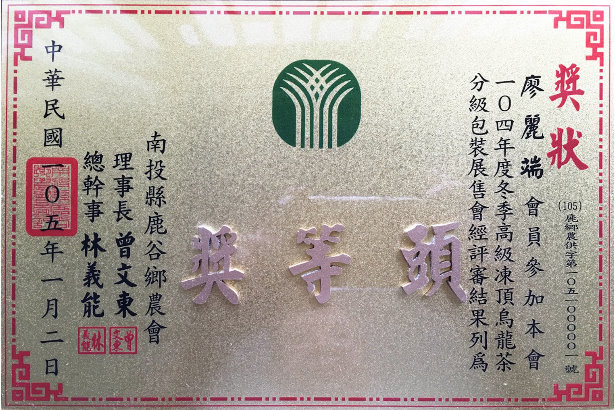 獎狀
(105)鹿鄉農供字第一〇五一〇〇〇〇一號
廖麗端會員參加本會
一〇四年度冬季高級凍頂烏龍茶
分級包裝展售會經評審結果列為
頭等獎
南投縣鹿谷鄉農會
理事長曾文東
總幹事林義能
中華民國一〇五年一月二日